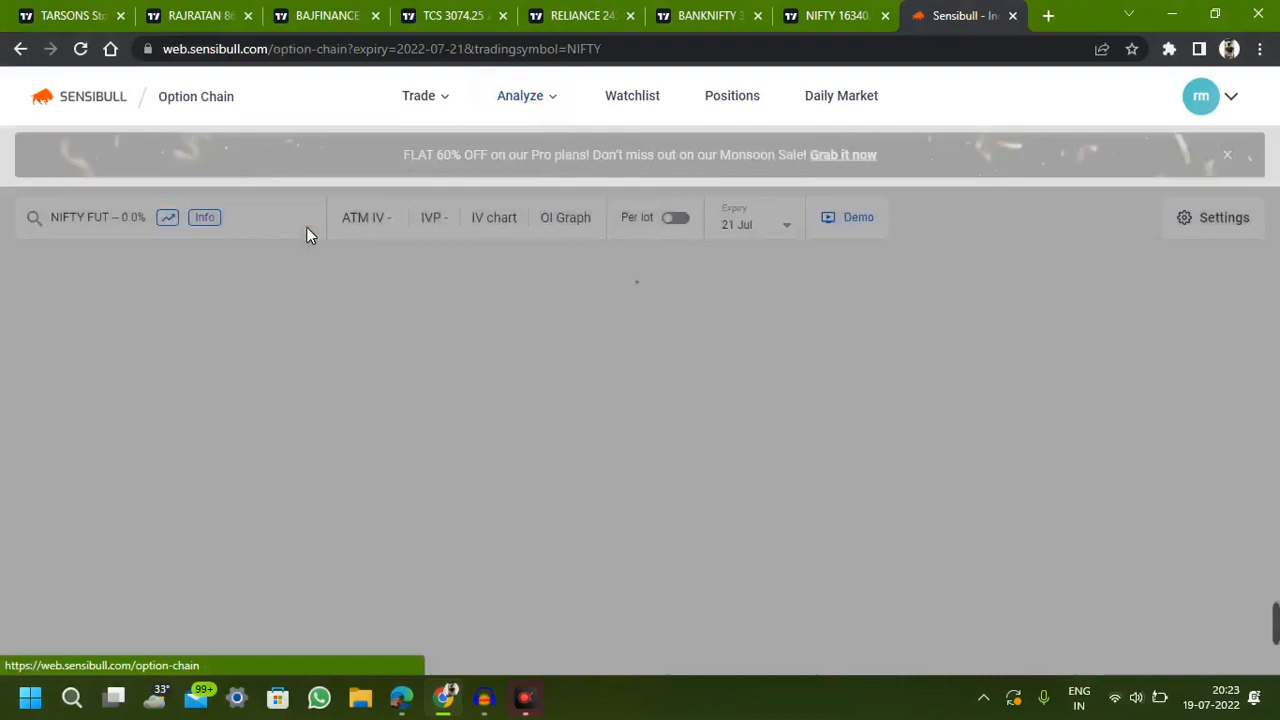 TARSONS Sto
RAJRATAN 86
BAJFINANCE
TCS 3074.25
RELIANCE 24
BANKNIFTY 3
NIFTY 16340.
Sensibull - In
web.sensibull.com/option-chain?expiry=2022-07-21&tradingsymbol=NIFTY
SENSIBULL / Option Chain
Trade
Analyze
Watchlist
Positions
Daily Market
rm
FLAT 60% OFF on our Pro plans! Don't miss out on our Monsoon Sale! Grab it now
NIFTY FUT -- 0.0%
Info
ATM IV -
IVP -
IV chart
OI Graph
Per lot
Expiry
21 Jul
Demo
Settings
https://web.sensibull.com/option-chain
33°
99+
ENG
IN
20:23
19-07-2022